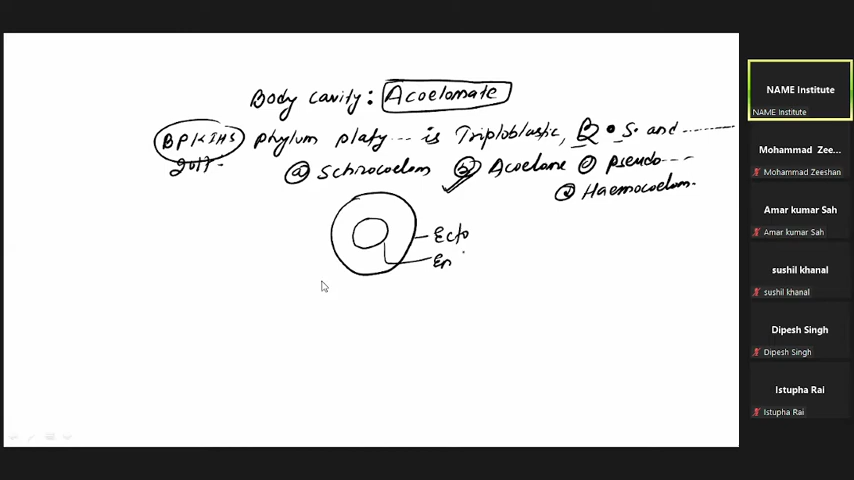 Body cavity: Acoelomate
BPKIHS 2017. Phylum platy.... is Triploblastic, B.S. and ........
(a) Schizocoelom (b) Acoelome (c) Pseudo---
(d) Haemocoelom.
Ecto
En
NAME Institute
NAME Institute
Mohammad Zee...
Mohammad Zeeshan
Amar kumar Sah
Amar kumar Sah
sushil khanal
sushil khanal
Dipesh Singh
Dipesh Singh
Istupha Rai
Istupha Rai